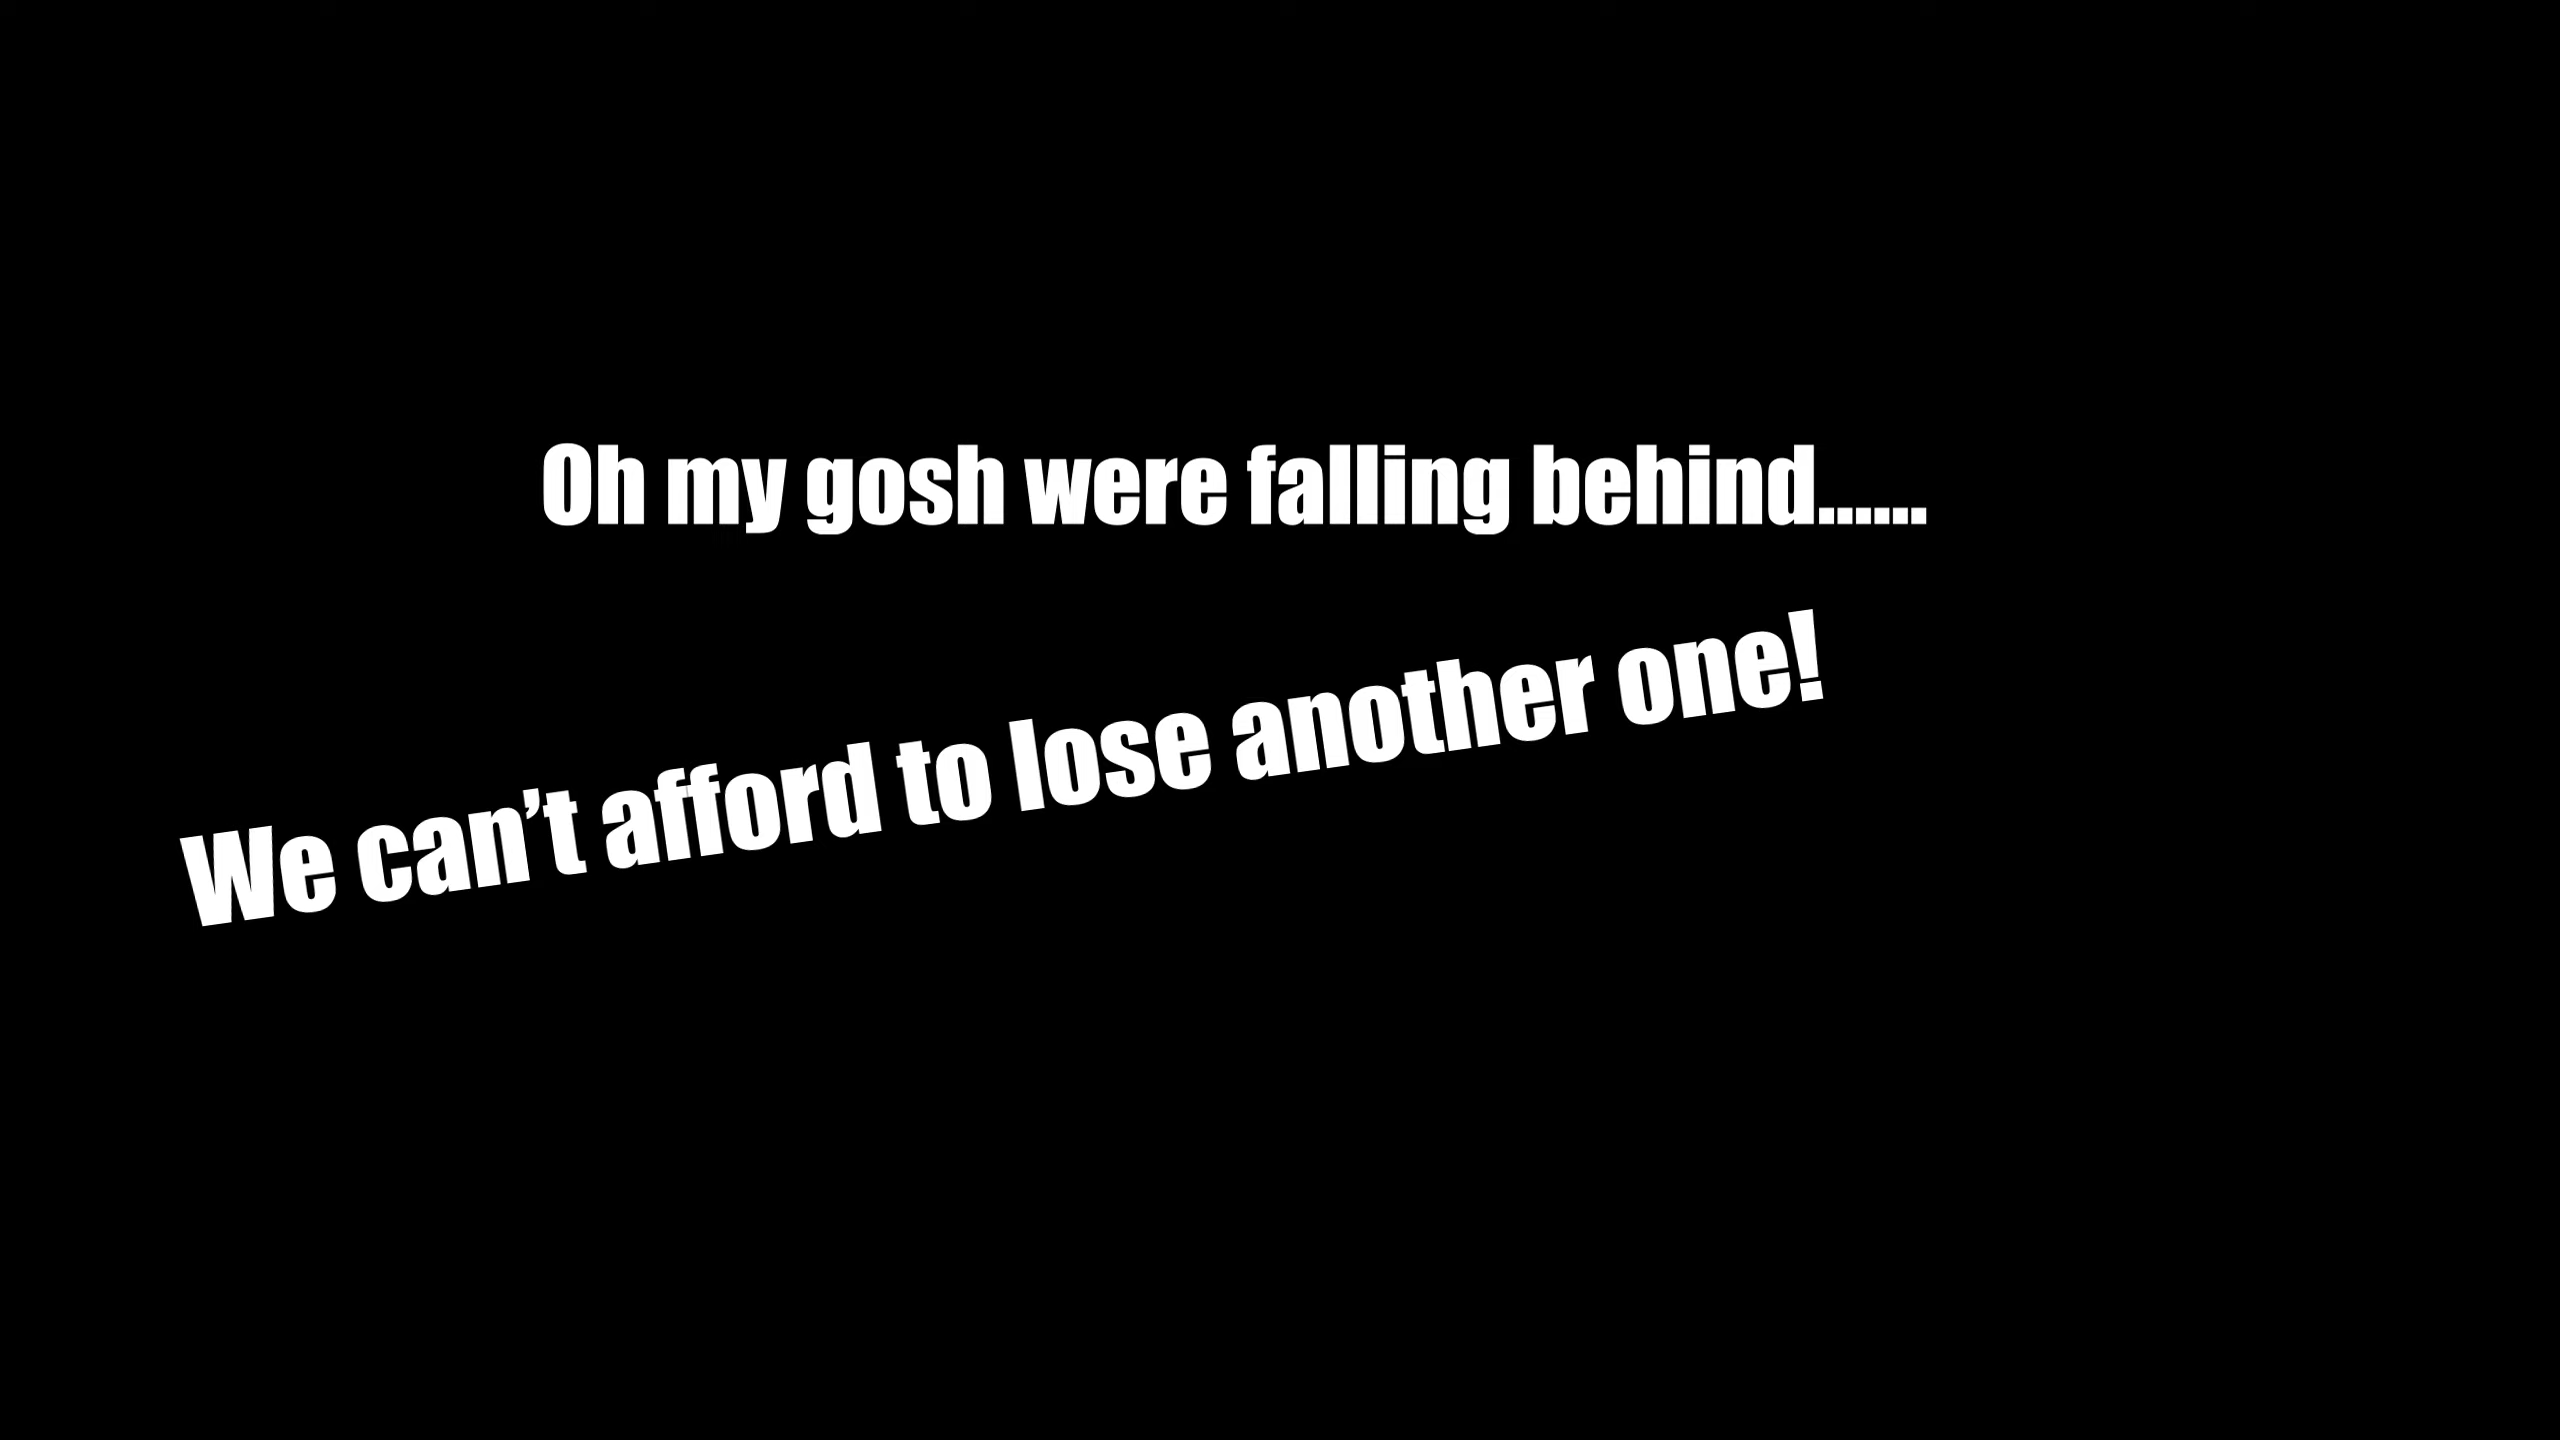 Oh my gosh were falling behind......
We can’t afford to lose another one!